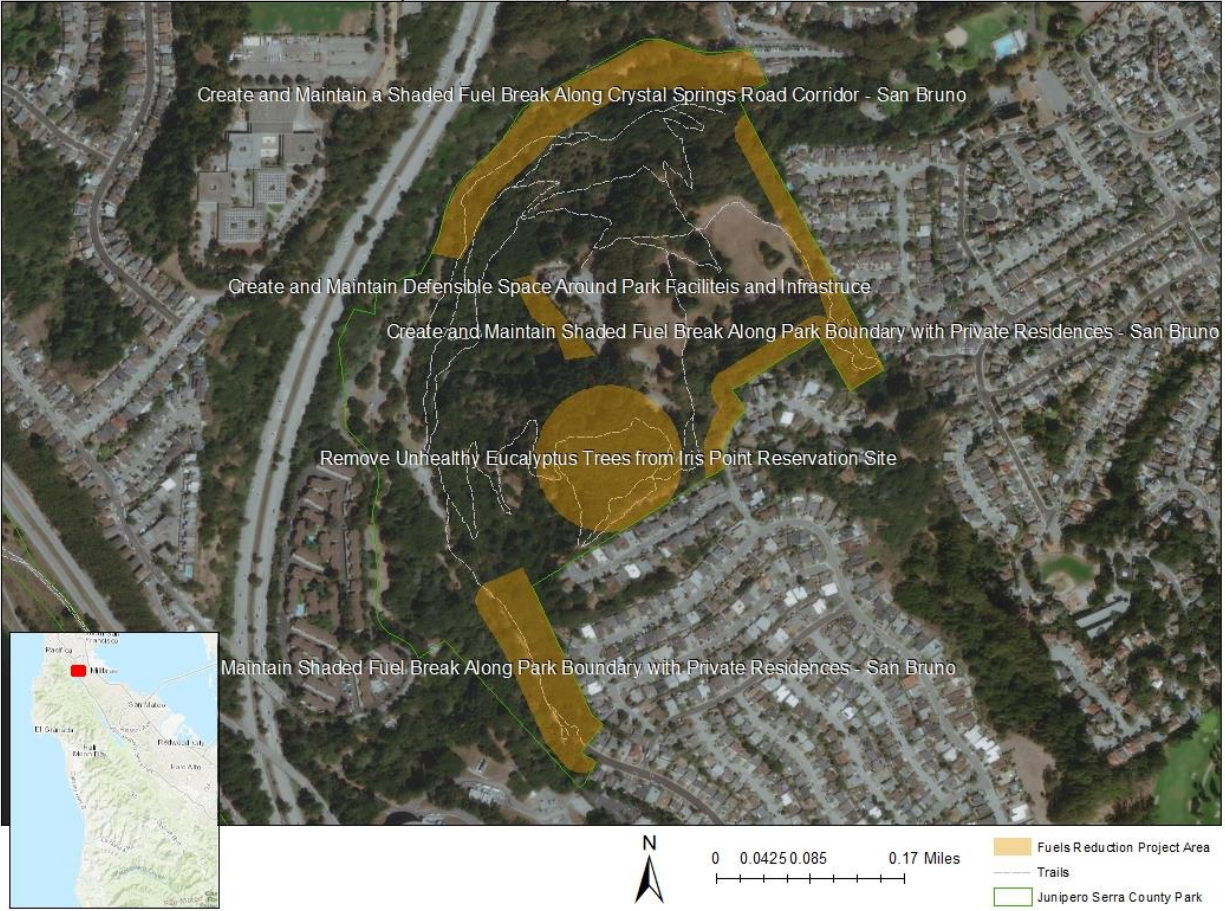 Create and Maintain a Shaded Fuel Break Along Crystal Springs Road Corridor - San Bruno
Create and Maintain Defensible Space Around Park Faciliteis and Infrastruce
Create and Maintain Shaded Fuel Break Along Park Boundary with Private Residences - San Bruno
Remove Unhealthy Eucalyptus Trees from Iris Point Reservation Site
Maintain Shaded Fuel Break Along Park Boundary with Private Residences - San Bruno
Francisco
Pacifica
Millbrae
San Mateo
El Granada
Half
Moon Bay
Redwood City
Palo Alto
N
0 0.0425 0.085 0.17 Miles
Fuels Reduction Project Area
Trails
Junipero Serra County Park